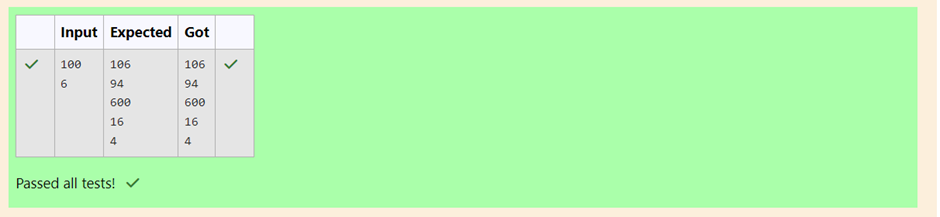 Input Expected Got
100 106 106
6 94 94
600 600
16 16
4 4
Passed all tests!